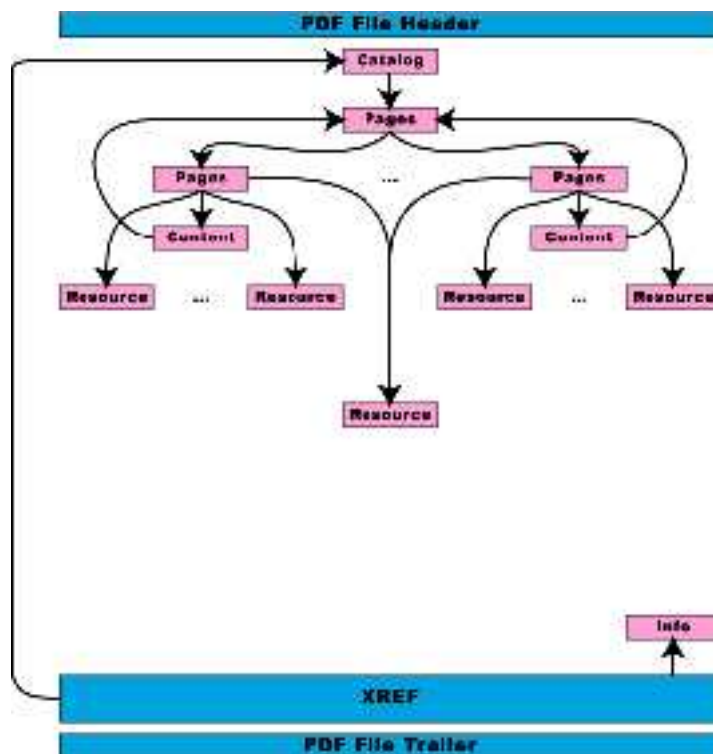 PDF File Header
Catalog
Pages
Pages ... Pages
Content Content
Resource ... Resource Resource ... Resource
Resource
Info
XREF
PDF File Trailer